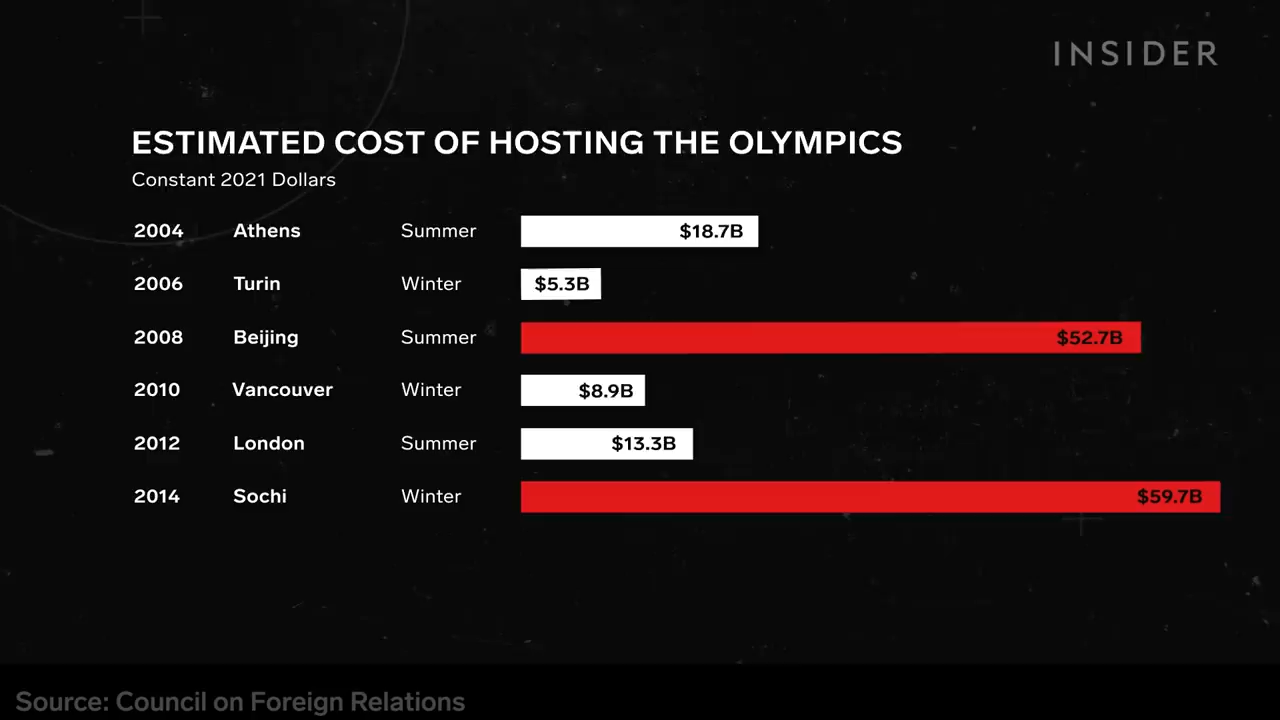 INSIDER
ESTIMATED COST OF HOSTING THE OLYMPICS
Constant 2021 Dollars
2004 Athens Summer $18.7B
2006 Turin Winter $5.3B
2008 Beijing Summer $52.7B
2010 Vancouver Winter $8.9B
2012 London Summer $13.3B
2014 Sochi Winter $59.7B
Source: Council on Foreign Relations